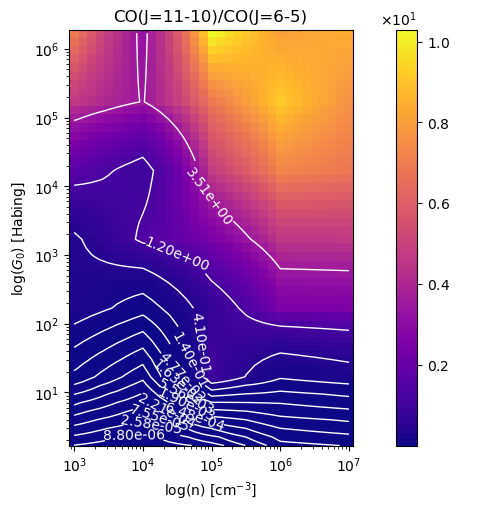 CO(J=11-10)/CO(J=6-5)
×10¹
10⁶
10⁵
10⁴
10³
10²
10¹
log(G₀) [Habing]
3.51e+00
1.20e+00
4.10e-01
1.40e-01
8.80e-06
10³
10⁴
10⁵
10⁶
10⁷
log(n) [cm⁻³]
1.0
0.8
0.6
0.4
0.2